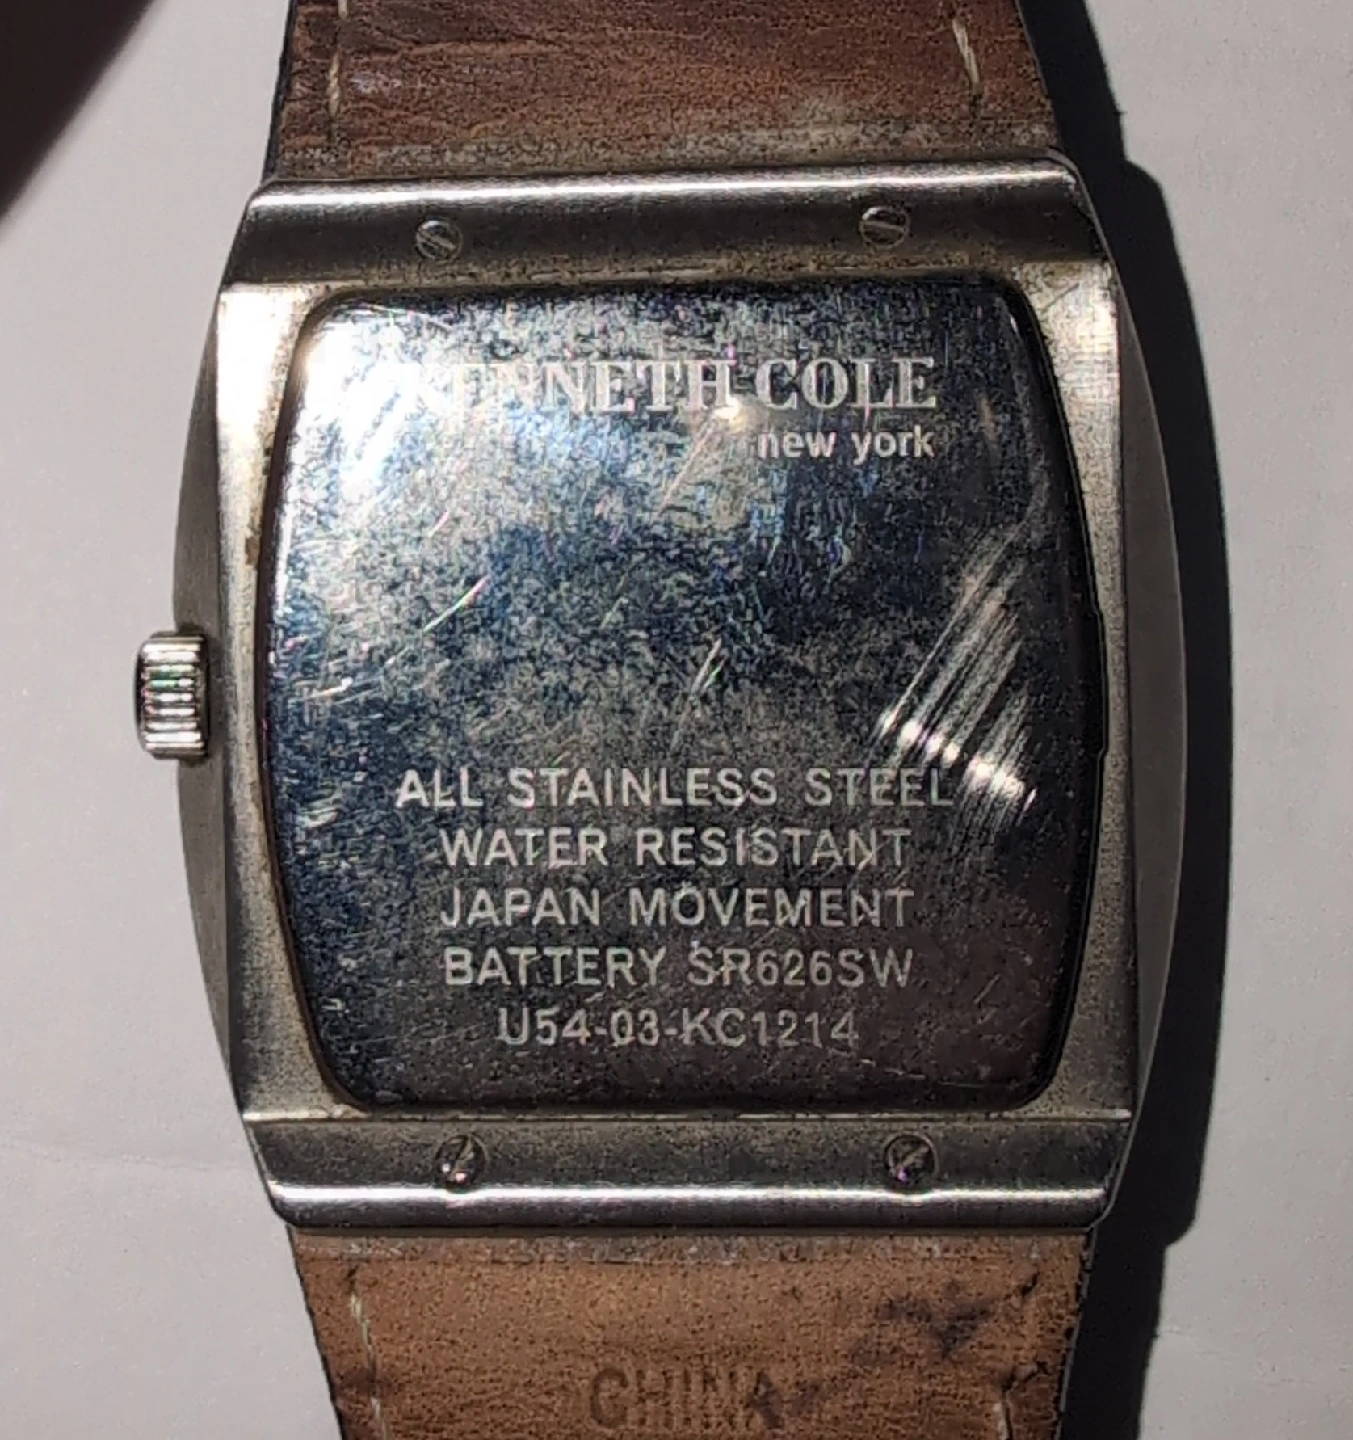 KENNETH COLE
new york
ALL STAINLESS STEEL
WATER RESISTANT
JAPAN MOVEMENT
BATTERY SR626SW
U54-03-KC1214
CHINA